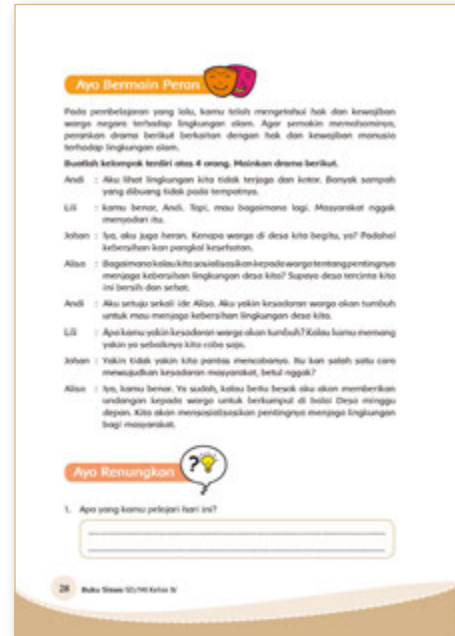 Ayo Bermain Peran
Pada pembelajaran yang lalu, kamu telah mengetahui hak dan kewajiban
warga negara terhadap lingkungan alam. Agar semakin memahaminya,
perankan drama berikut berkaitan dengan hak dan kewajiban manusia
terhadap lingkungan alam.
Buatlah kelompok terdiri atas 4 orang. Mainkan drama berikut.
Andi : Aku lihat lingkungan kita tidak terjaga dan kotor. Banyak sampah
yang dibuang tidak pada tempatnya.
Lili : kamu benar, Andi. Tapi, mau bagaimana lagi. Masyarakat nggak
menyadari itu.
Johan : Iya, aku juga heran. Kenapa warga di desa kita begitu, ya? Padahal
kebersihan kan pangkal kesehatan.
Alisa : Bagaimana kalau kita sosialisasikan kepada warga tentang pentingnya
menjaga kebersihan lingkungan desa kita? Supaya desa tercinta kita
ini bersih dan sehat.
Andi : Aku setuju sekali ide Alisa. Aku yakin kesadaran warga akan tumbuh
untuk mau menjaga kebersihan lingkungan desa kita.
Lili : Apa kamu yakin kesadaran warga akan tumbuh? Kalau kamu memang
yakin ya sebaiknya kita coba saja.
Johan : Yakin tidak yakin kita pantas mencobanya. Itu kan salah satu cara
mewujudkan kesadaran masyarakat, betul nggak?
Alisa : Iya, kamu benar. Ya sudah, kalau beitu besok aku akan memberikan
undangan kepada warga untuk berkumpul di balai Desa minggu
depan. Kita akan mensosialisasikan pentingnya menjaga lingkungan
bagi masyarakat.
Ayo Renungkan
?
1. Apa yang kamu pelajari hari ini?
28 Buku Siswa SD/MI Kelas IV